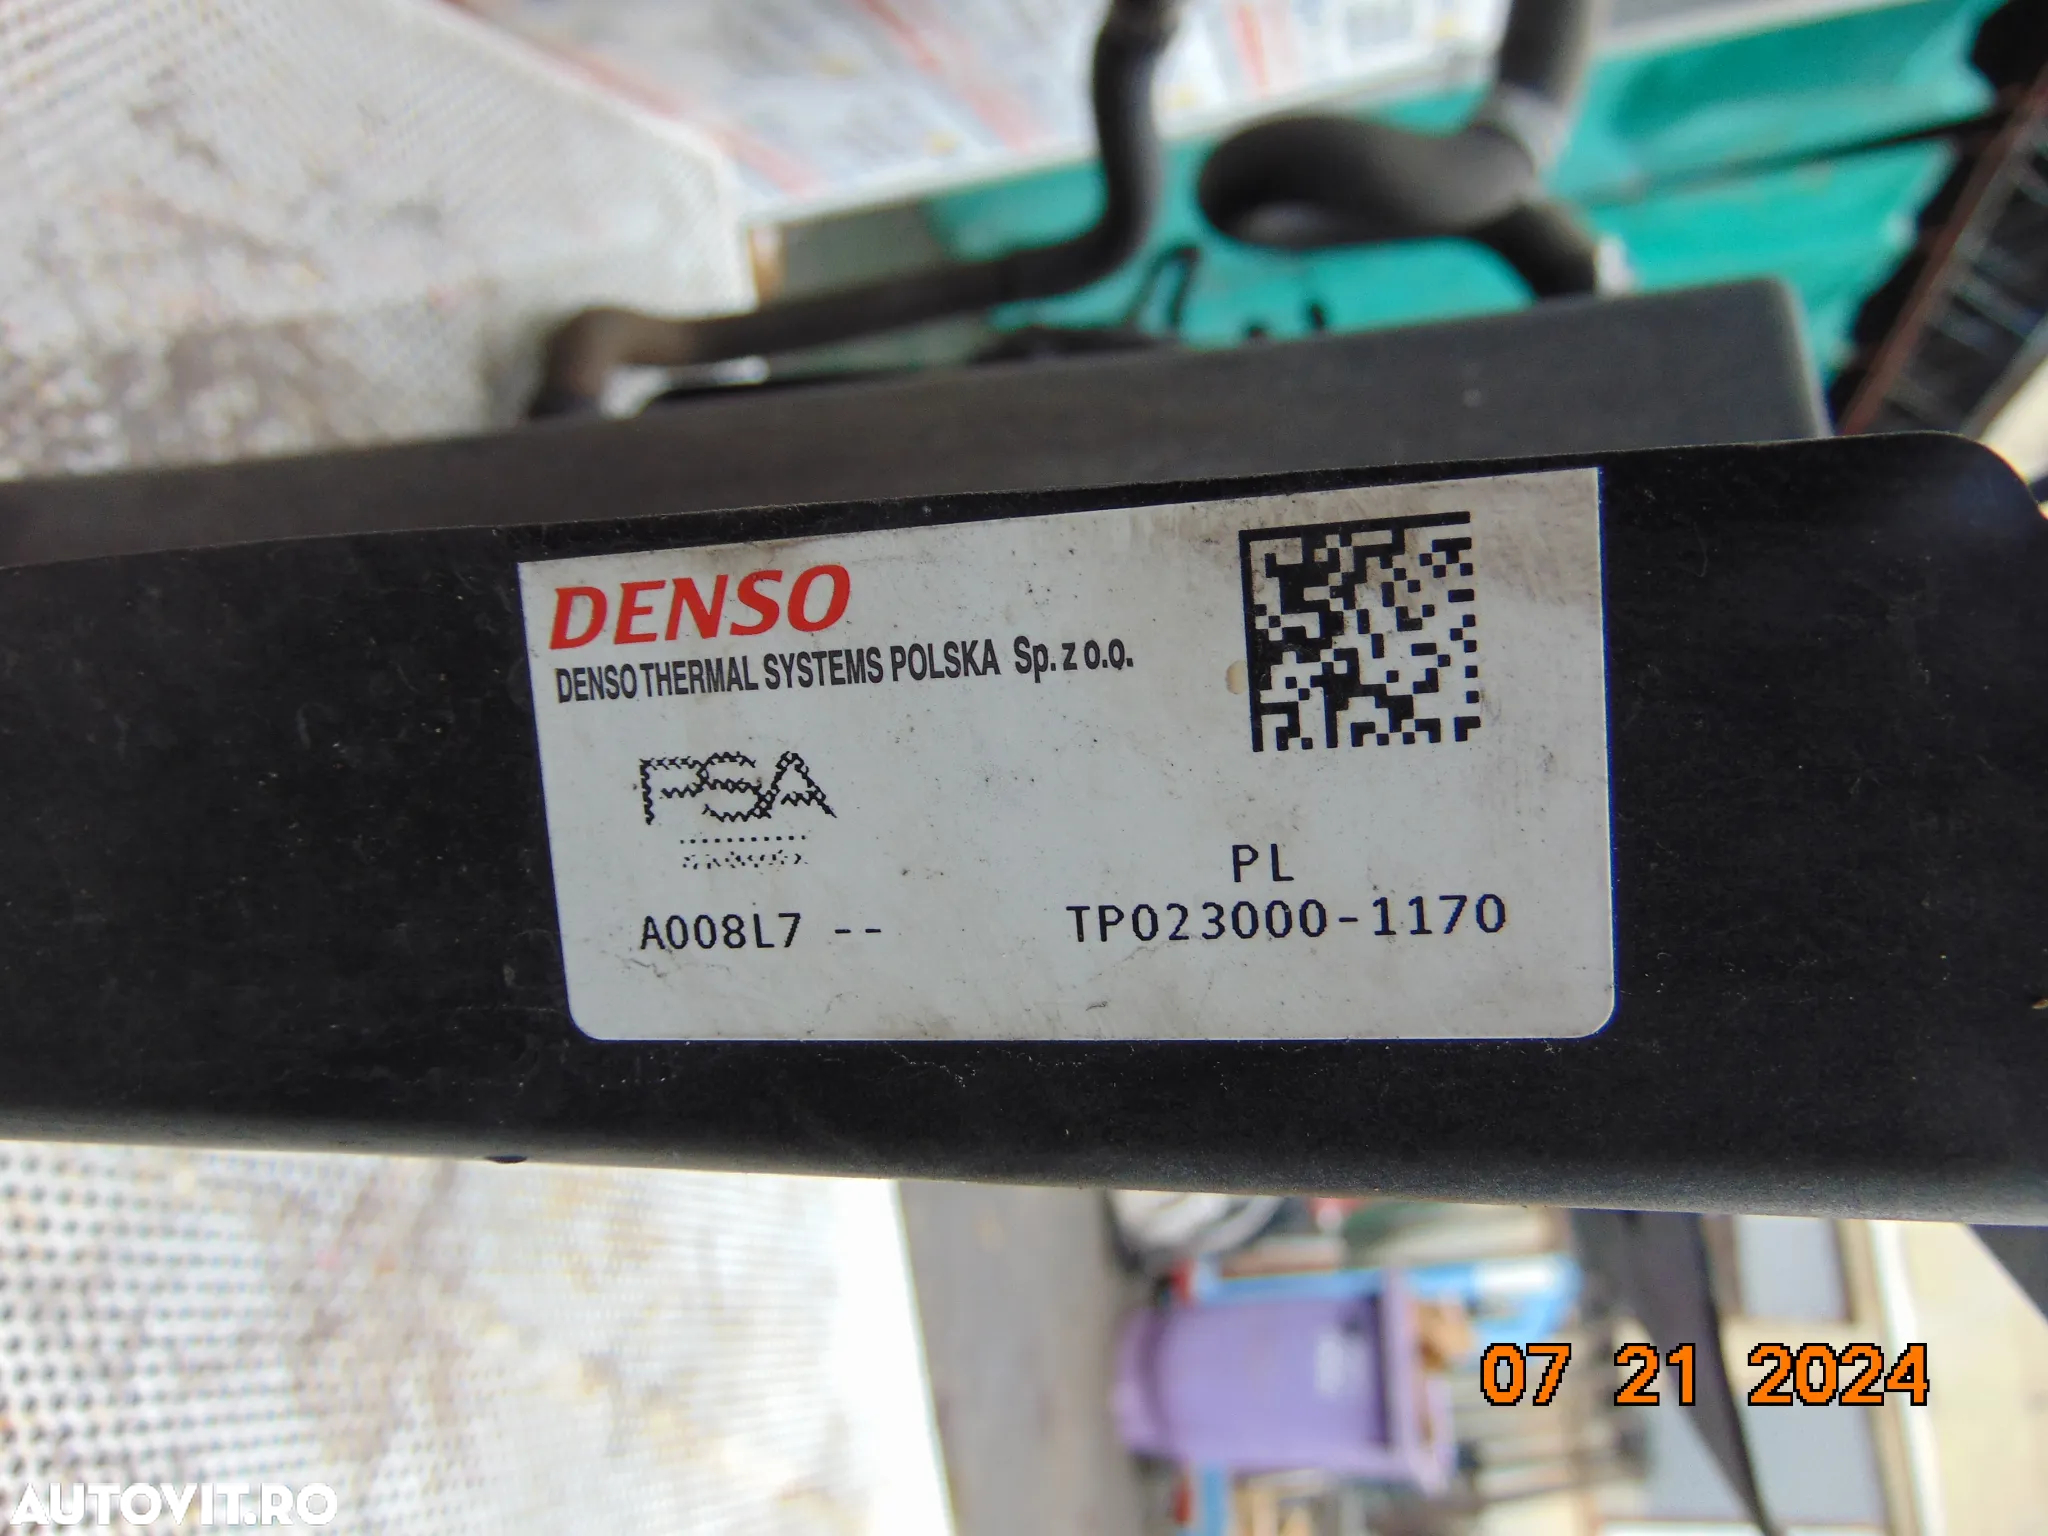 DENSO
DENSO THERMAL SYSTEMS POLSKA Sp. z o.o.
PSA
PL
A008L7 -- TP023000-1170
07 21 2024
AUTOVIT.RO